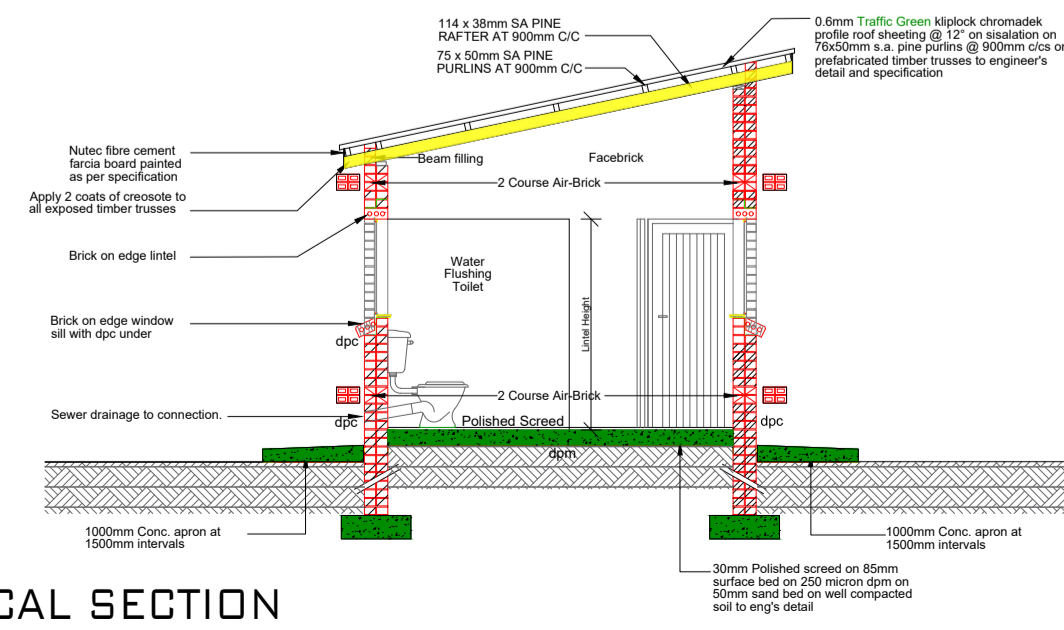 114 x 38mm SA PINE
RAFTER AT 900mm C/C
75 x 50mm SA PINE
PURLINS AT 900mm C/C
0.6mm Traffic Green kliplock chromadek
profile roof sheeting @ 12° on sisalation on
76x50mm s.a. pine purlins @ 900mm c/cs on
prefabricated timber trusses to engineer's
detail and specification
Nutec fibre cement
farcia board painted
as per specification
Beam filling
Facebrick
2 Course Air-Brick
Apply 2 coats of creosote to
all exposed timber trusses
Brick on edge lintel
Water
Flushing
Toilet
Lintel Height
Brick on edge window
sill with dpc under
dpc
2 Course Air-Brick
Sewer drainage to connection.
dpc
Polished Screed
dpc
dpm
1000mm Conc. apron at
1500mm intervals
1000mm Conc. apron at
1500mm intervals
30mm Polished screed on 85mm
surface bed on 250 micron dpm on
50mm sand bed on well compacted
soil to eng's detail
CAL SECTION